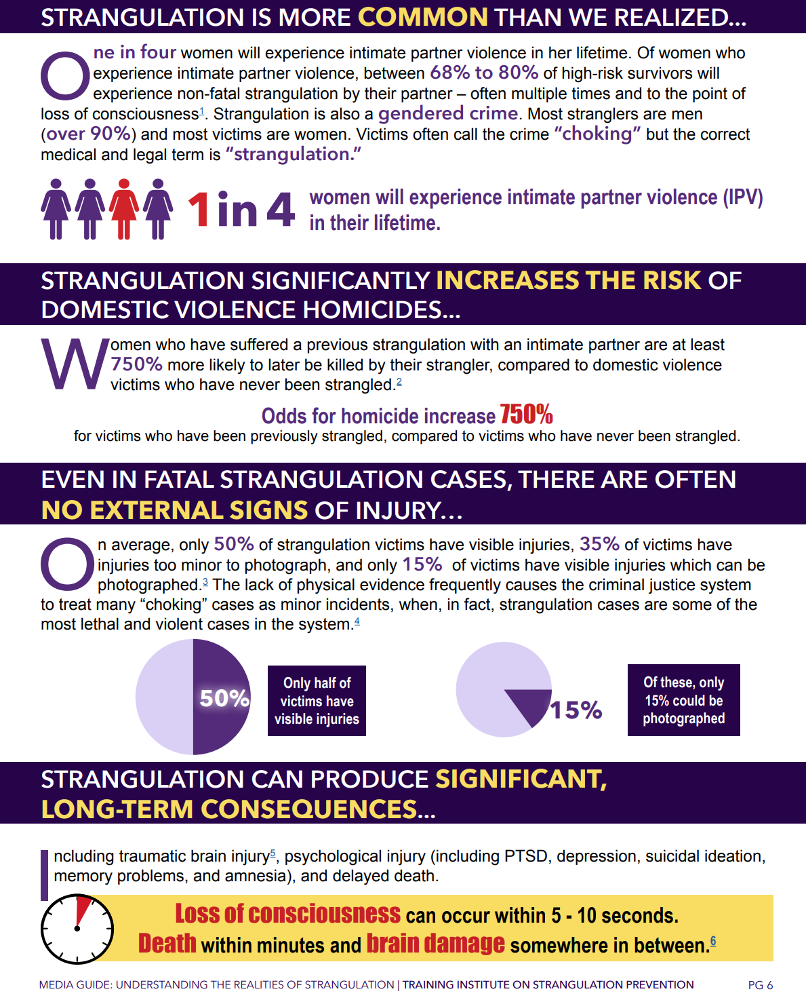 STRANGULATION IS MORE COMMON THAN WE REALIZED...
One in four women will experience intimate partner violence in her lifetime. Of women who
experience intimate partner violence, between 68% to 80% of high-risk survivors will
experience non-fatal strangulation by their partner – often multiple times and to the point of
loss of consciousness1. Strangulation is also a gendered crime. Most stranglers are men
(over 90%) and most victims are women. Victims often call the crime "choking" but the correct
medical and legal term is "strangulation."
1 in 4
women will experience intimate partner violence (IPV)
in their lifetime.
STRANGULATION SIGNIFICANTLY INCREASES THE RISK OF
DOMESTIC VIOLENCE HOMICIDES...
Women who have suffered a previous strangulation with an intimate partner are at least
750% more likely to later be killed by their strangler, compared to domestic violence
victims who have never been strangled.2
Odds for homicide increase 750%
for victims who have been previously strangled, compared to victims who have never been strangled.
EVEN IN FATAL STRANGULATION CASES, THERE ARE OFTEN
NO EXTERNAL SIGNS OF INJURY...
On average, only 50% of strangulation victims have visible injuries, 35% of victims have
injuries too minor to photograph, and only 15% of victims have visible injuries which can be
photographed.3 The lack of physical evidence frequently causes the criminal justice system
to treat many “choking” cases as minor incidents, when, in fact, strangulation cases are some of the
most lethal and violent cases in the system.4
50%
Only half of
victims have
visible injuries
15%
Of these, only
15% could be
photographed
STRANGULATION CAN PRODUCE SIGNIFICANT,
LONG-TERM CONSEQUENCES...
Including traumatic brain injury5, psychological injury (including PTSD, depression, suicidal ideation,
memory problems, and amnesia), and delayed death.
Loss of consciousness can occur within 5 - 10 seconds.
Death within minutes and brain damage somewhere in between.6
MEDIA GUIDE: UNDERSTANDING THE REALITIES OF STRANGULATION | TRAINING INSTITUTE ON STRANGULATION PREVENTION PG 6